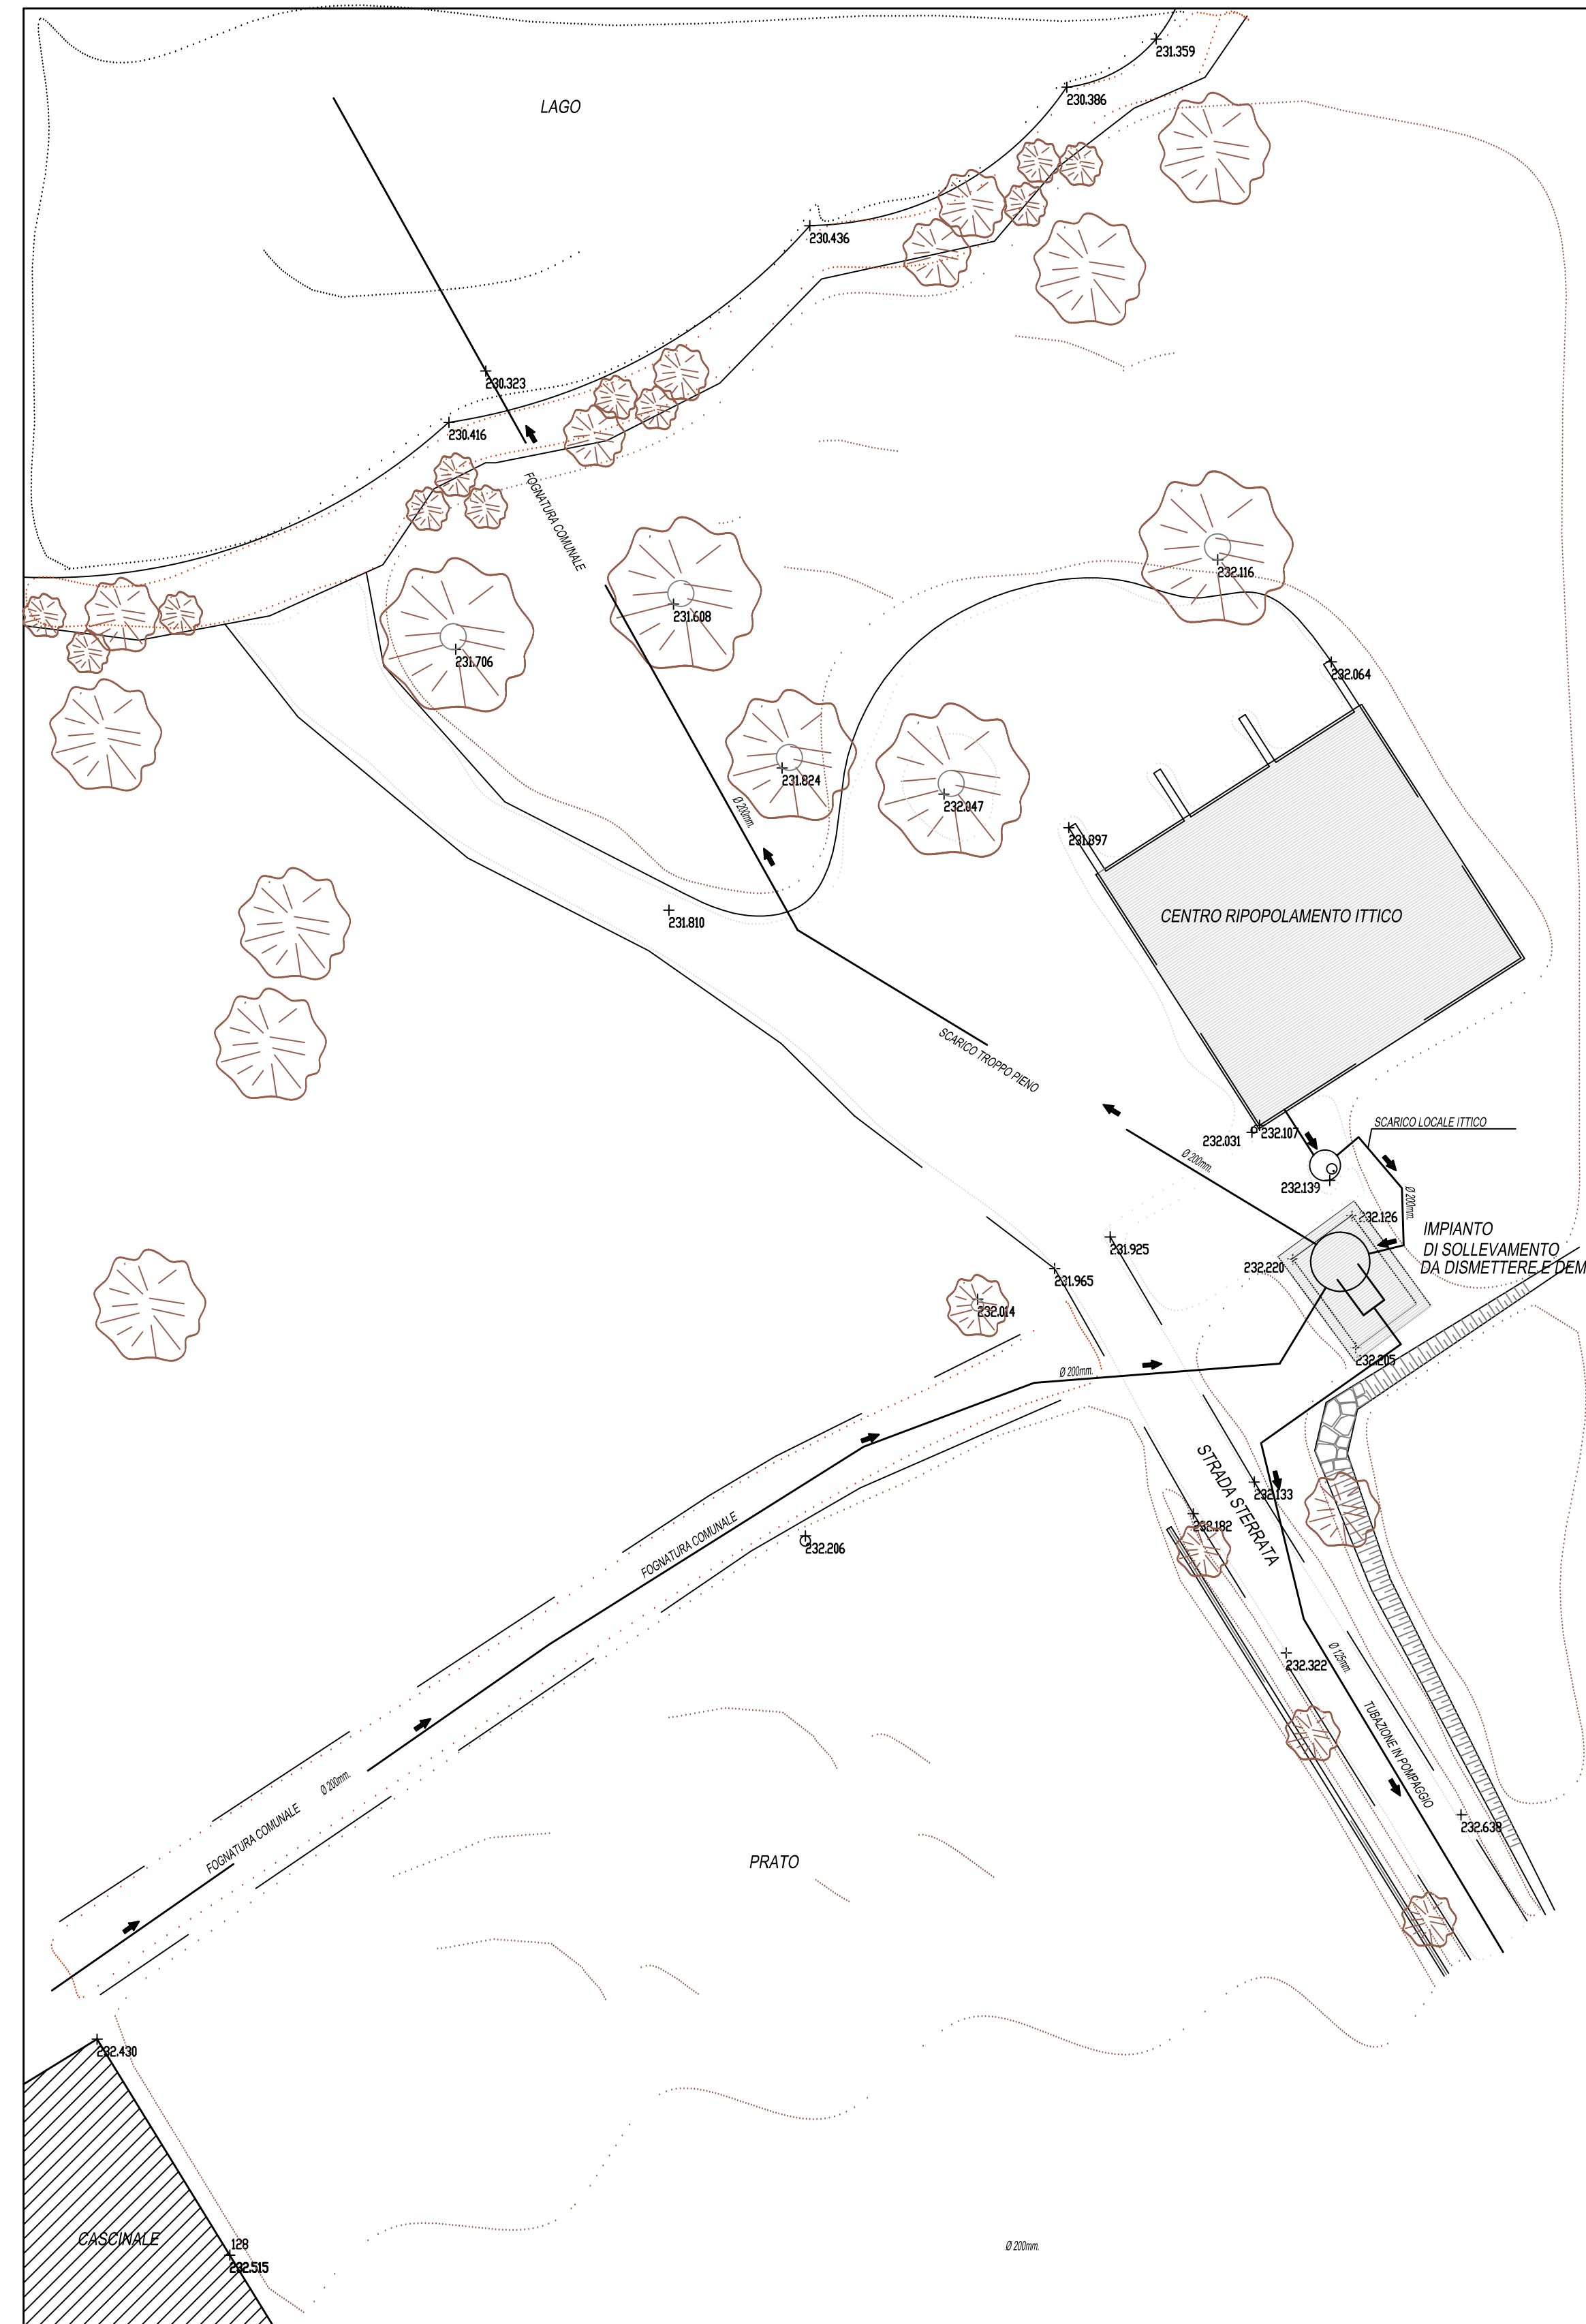 231.359
230.386
LAGO
230.436
230.323
230.416
FOGNATURA COMUNALE
232.116
231.608
231.706
232.064
231.824
232.047
Ø 200mm.
231.897
231.810
CENTRO RIPOPOLAMENTO ITTICO
SCARICO TROPPO PIENO
SCARICO LOCALE ITTICO
232.031
232.107
Ø 200mm.
232.139
Ø 200mm.
232.126
IMPIANTO
DI SOLLEVAMENTO
DA DISMETTERE E DEM
231.925
232.220
231.965
232.014
232.205
Ø 200mm.
STRADA STERRATA
232.133
232.182
FOGNATURA COMUNALE
232.206
Ø 125mm.
232.322
TUBAZIONE IN POMPAGGIO
Ø 200mm.
FOGNATURA COMUNALE
232.638
PRATO
232.430
CASCINALE
128
232.515
Ø 200mm.